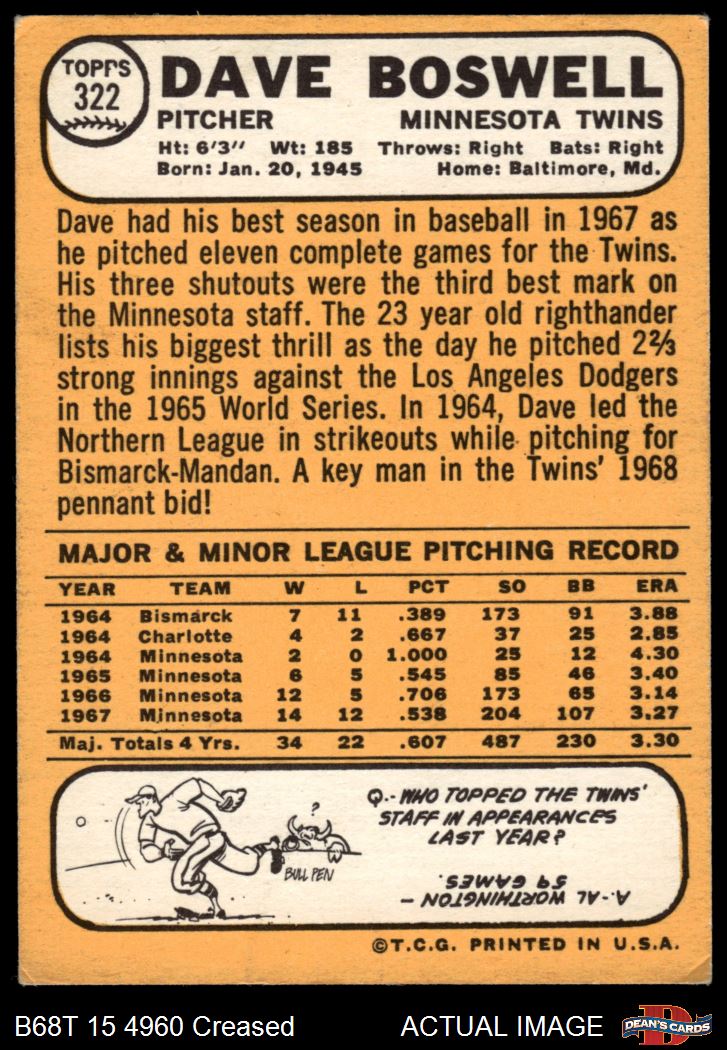 TOPPS
322
DAVE BOSWELL
PITCHER MINNESOTA TWINS
Ht: 6'3" Wt: 185 Throws: Right Bats: Right
Born: Jan. 20, 1945 Home: Baltimore, Md.
Dave had his best season in baseball in 1967 as
he pitched eleven complete games for the Twins.
His three shutouts were the third best mark on
the Minnesota staff. The 23 year old righthander
lists his biggest thrill as the day he pitched 2⅔
strong innings against the Los Angeles Dodgers
in the 1965 World Series. In 1964, Dave led the
Northern League in strikeouts while pitching for
Bismarck-Mandan. A key man in the Twins' 1968
pennant bid!
MAJOR & MINOR LEAGUE PITCHING RECORD
YEAR TEAM W L PCT SO BB ERA
1964 Bismarck 7 11 .389 173 91 3.88
1964 Charlotte 4 2 .667 37 25 2.85
1964 Minnesota 2 0 1.000 25 12 4.30
1965 Minnesota 6 5 .545 85 46 3.40
1966 Minnesota 12 5 .706 173 65 3.14
1967 Minnesota 14 12 .538 204 107 3.27
Maj. Totals 4 Yrs. 34 22 .607 487 230 3.30
Q.- WHO TOPPED THE TWINS'
STAFF IN APPEARANCES
LAST YEAR?
A.- AL WORTHINGTON –
59 GAMES.
?
BULL PEN
©T.C.G. PRINTED IN U.S.A.
B68T 15 4960 Creased ACTUAL IMAGE
D
DEAN'S CARDS